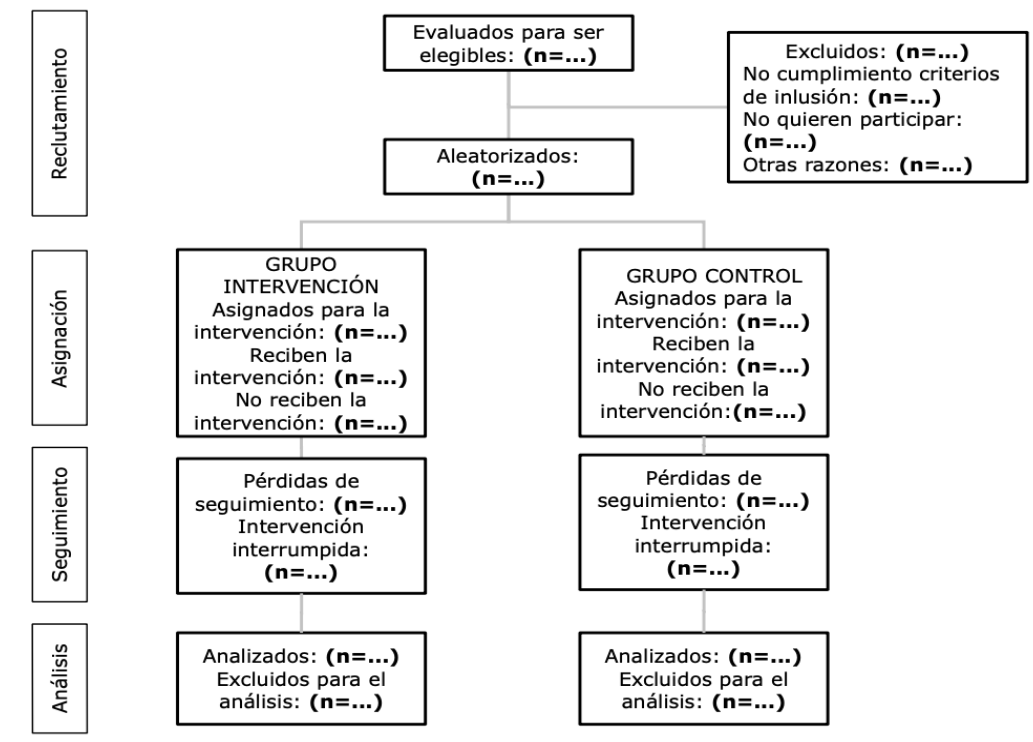 Reclutamiento
Evaluados para ser
elegibles: (n=...)
Excluidos: (n=...)
No cumplimiento criterios
de inlusión: (n=...)
No quieren participar:
(n=...)
Otras razones: (n=...)
Aleatorizados:
(n=...)
Asignación
GRUPO
INTERVENCIÓN
Asignados para la
intervención: (n=...)
Reciben la
intervención: (n=...)
No reciben la
intervención: (n=...)
GRUPO CONTROL
Asignados para la
intervención: (n=...)
Reciben la
intervención: (n=...)
No reciben la
intervención:(n=...)
Seguimiento
Pérdidas de
seguimiento: (n=...)
Intervención
interrumpida:
(n=...)
Pérdidas de
seguimiento: (n=...)
Intervención
interrumpida:
(n=...)
Análisis
Analizados: (n=...)
Excluidos para el
análisis: (n=...)
Analizados: (n=...)
Excluidos para el
análisis: (n=...)